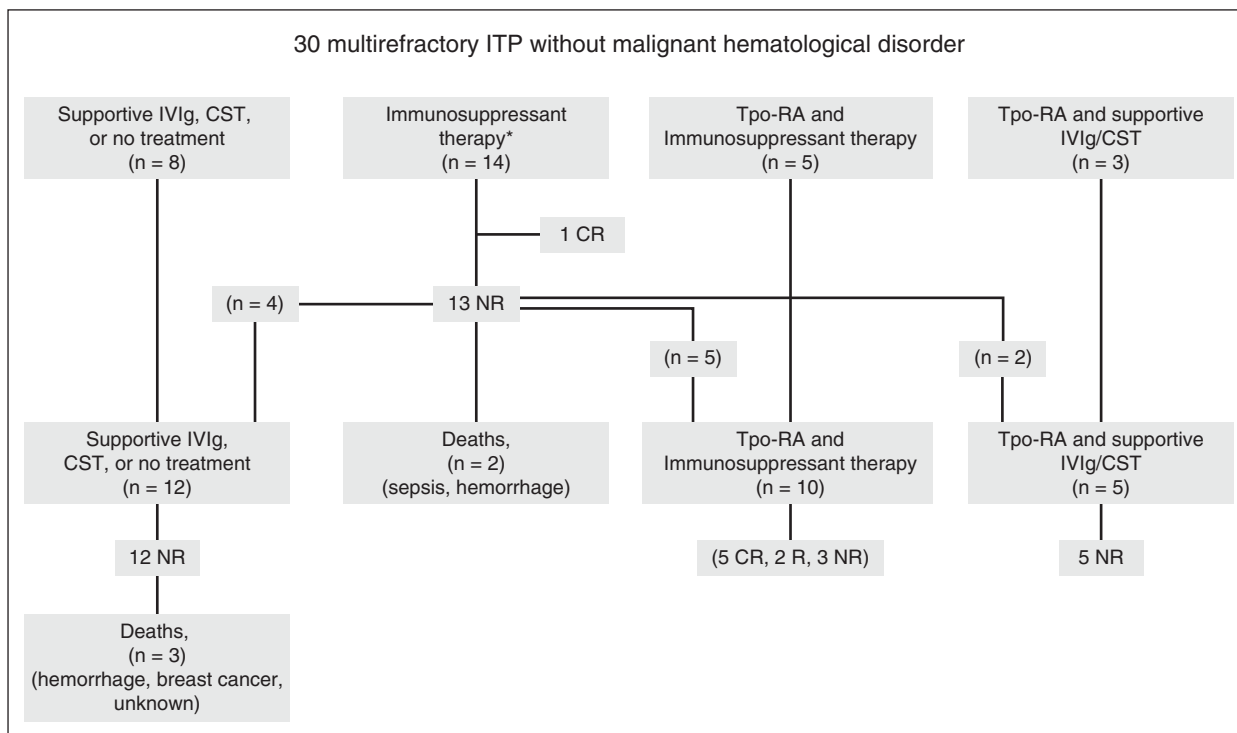 30 multirefractory ITP without malignant hematological disorder
Supportive IVIg, CST,
or no treatment
(n = 8)
Immunosuppressant
therapy*
(n = 14)
Tpo-RA and
Immunosuppressant therapy
(n = 5)
Tpo-RA and supportive
IVIg/CST
(n = 3)
1 CR
(n = 4)
13 NR
(n = 5)
(n = 2)
Supportive IVIg,
CST, or no treatment
(n = 12)
Deaths,
(n = 2)
(sepsis, hemorrhage)
Tpo-RA and
Immunosuppressant therapy
(n = 10)
Tpo-RA and supportive
IVIg/CST
(n = 5)
12 NR
(5 CR, 2 R, 3 NR)
5 NR
Deaths,
(n = 3)
(hemorrhage, breast cancer,
unknown)